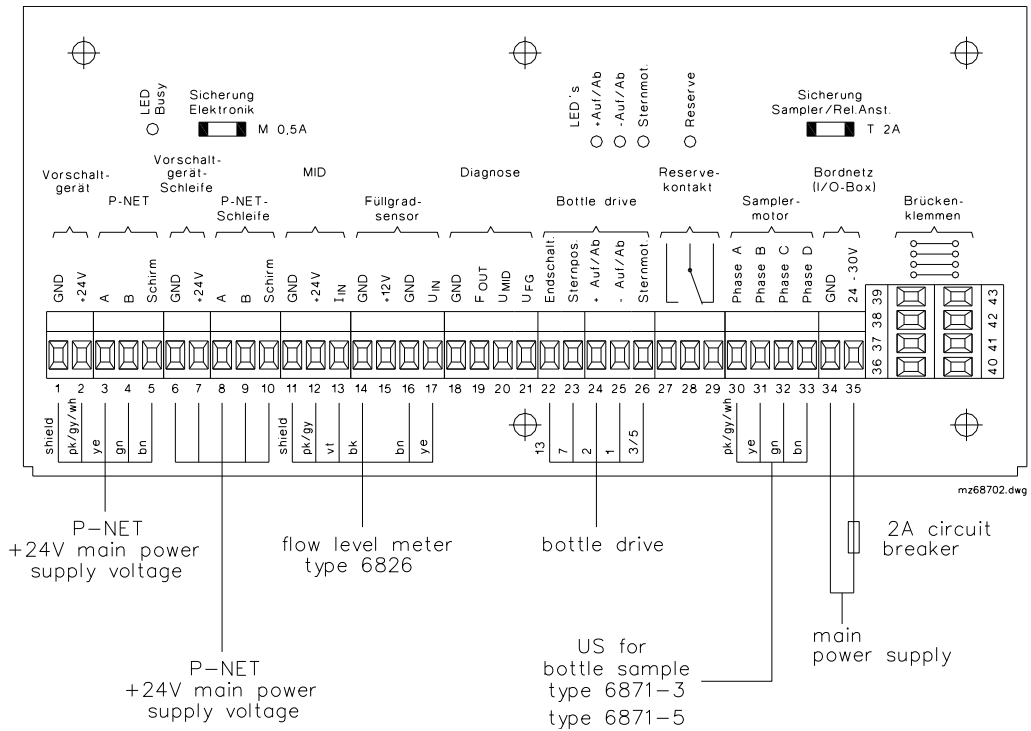 LED
Busy
Sicherung
Elektronik
M 0,5A
LED's
+Auf/Ab
-Auf/Ab
Sternmot.
Reserve
Sicherung
Sampler/Rel.Anst.
T 2A
Vorschalt-
gerät
P-NET
Vorschalt-
gerät-
Schleife
P-NET-
Schleife
MID
Füllgrad-
sensor
Diagnose
Bottle drive
Reserve-
kontakt
Sampler-
motor
Bordnetz
(I/O-Box)
Brücken-
klemmen
GND
+24V
A
B
Schirm
GND
+24V
A
B
Schirm
GND
+24V
IIN
GND
+12V
GND
UIN
GND
FOUT
UMID
UFG
Endschalt.
Sternpos.
+ Auf/Ab
- Auf/Ab
Sternmot.
Phase A
Phase B
Phase C
Phase D
GND
24-30V
39 43
38 42
37 41
36 40
1 2 3 4 5 6 7 8 9 10 11 12 13 14 15 16 17 18 19 20 21 22 23 24 25 26 27 28 29 30 31 32 33 34 35
shield
pk/gy/wh
ye
gn
bn
shield
pk/gy
vt
bk
bn
ye
13
7
2
1
3/5
pk/gy/wh
ye
gn
bn
mz68702.dwg
P-NET
+24V main power
supply voltage
flow level meter
type 6826
bottle drive
2A circuit
breaker
main
power supply
US for
bottle sample
type 6871-3
type 6871-5
P-NET
+24V main power
supply voltage